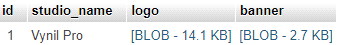 id studio_name logo banner
1 Vynil Pro [BLOB - 14.1 KB] [BLOB - 2.7 KB]